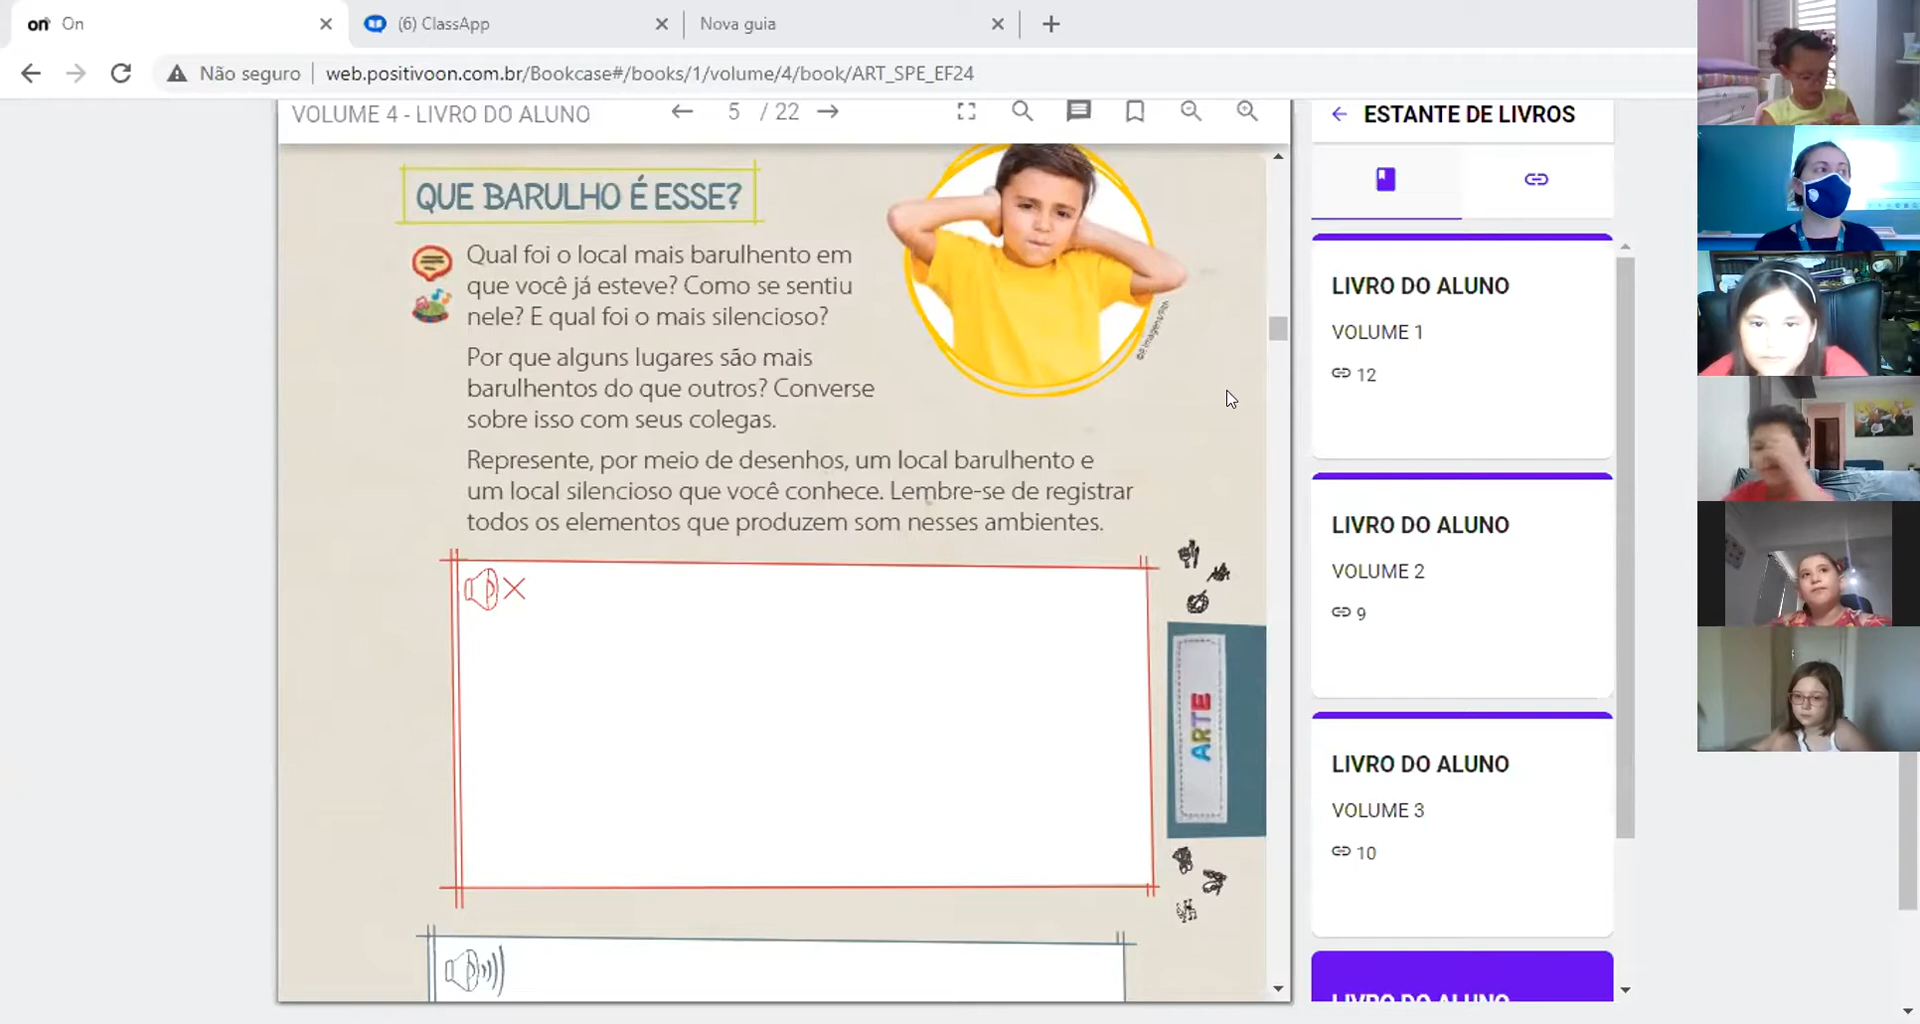 On
(6) ClassApp
Nova guia
Não seguro
web.positivoon.com.br/Bookcase#/books/1/volume/4/book/ART_SPE_EF24
VOLUME 4 - LIVRO DO ALUNO
5 / 22
QUE BARULHO É ESSE?
Qual foi o local mais barulhento em
que você já esteve? Como se sentiu
nele? E qual foi o mais silencioso?
Por que alguns lugares são mais
barulhentos do que outros? Converse
sobre isso com seus colegas.
Represente, por meio de desenhos, um local barulhento e
um local silencioso que você conhece. Lembre-se de registrar
todos os elementos que produzem som nesses ambientes.
ARTE
ESTANTE DE LIVROS
LIVRO DO ALUNO
VOLUME 1
12
LIVRO DO ALUNO
VOLUME 2
9
LIVRO DO ALUNO
VOLUME 3
10
LIVRO DO ALUNO